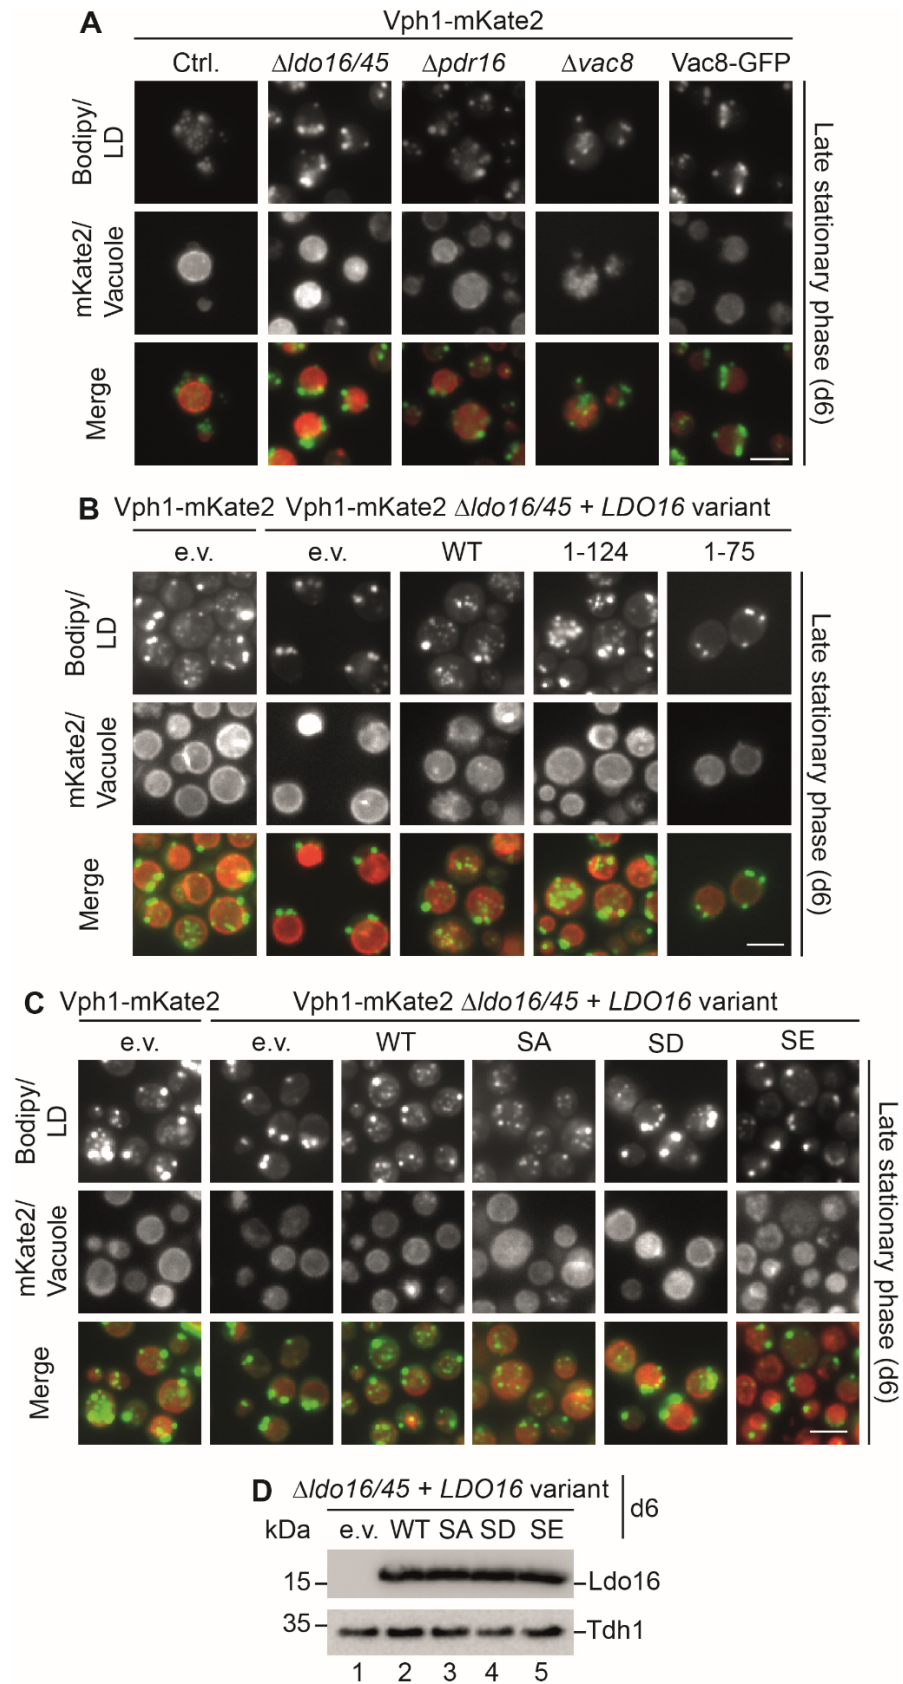 A
Vph1-mKate2
Ctrl. Δldo16/45 Δpdr16 Δvac8 Vac8-GFP
Bodipy/
LD
mKate2/
Vacuole
Merge
Late stationary phase (d6)
B
Vph1-mKate2 Vph1-mKate2 Δldo16/45 + LDO16 variant
e.v. e.v. WT 1-124 1-75
Bodipy/
LD
mKate2/
Vacuole
Merge
Late stationary phase (d6)
C
Vph1-mKate2 Vph1-mKate2 Δldo16/45 + LDO16 variant
e.v. e.v. WT SA SD SE
Bodipy/
LD
mKate2/
Vacuole
Merge
Late stationary phase (d6)
D
Δldo16/45 + LDO16 variant
d6
kDa e.v. WT SA SD SE
15 Ldo16
35 Tdh1
1 2 3 4 5